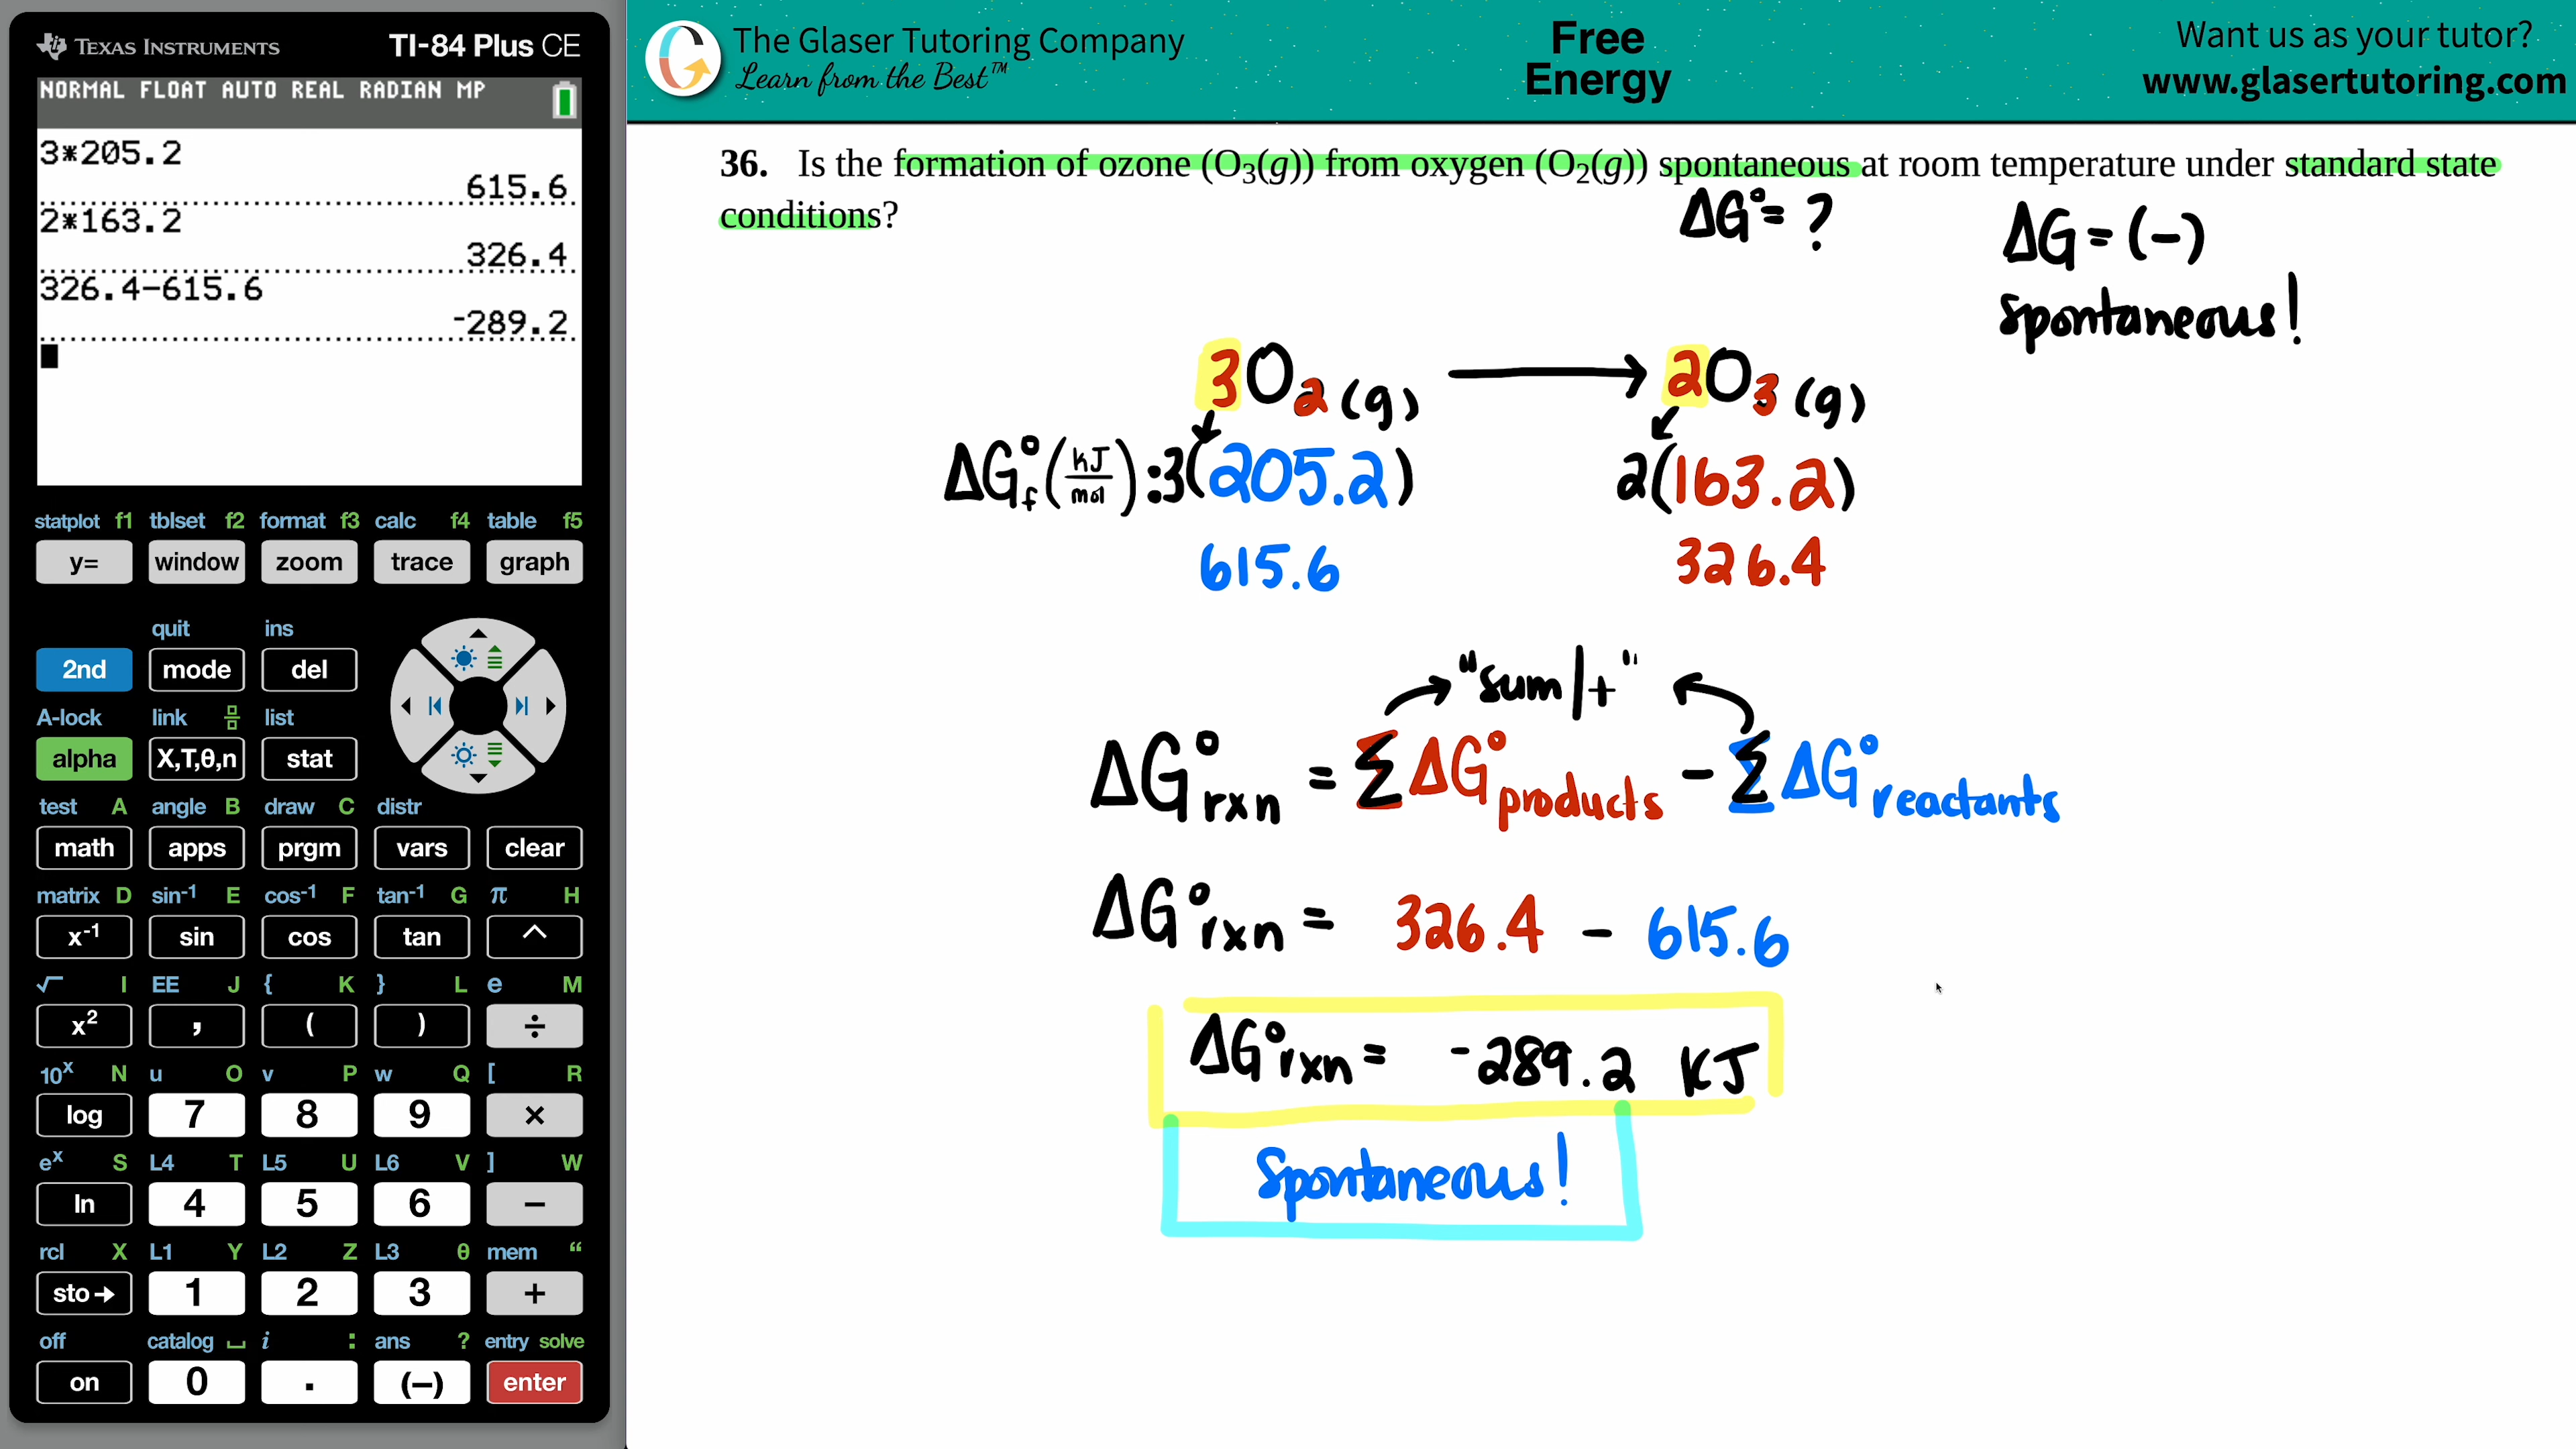 TEXAS INSTRUMENTS TI-84 Plus CE
NORMAL FLOAT AUTO REAL RADIAN MP
3*205.2
615.6
2*163.2
326.4
326.4-615.6
-289.2
statplot f1 tblset f2 format f3 calc f4 table f5
y= window zoom trace graph
quit ins
2nd mode del
A-lock link list
alpha X,T,θ,n stat
test A angle B draw C distr
math apps prgm vars clear
matrix D sin⁻¹ E cos⁻¹ F tan⁻¹ G π H
x⁻¹ sin cos tan ^
√ I EE J { K } L e M
x² , ( ) ÷
10ˣ N u O v P w Q [ R
log 7 8 9 ×
eˣ S L4 T L5 U L6 V ] W
ln 4 5 6 −
rcl X L1 Y L2 Z L3 θ mem “
sto→ 1 2 3 +
off catalog ⎵ i : ans ? entry solve
on 0 . (−) enter
The Glaser Tutoring Company
Learn from the Best™
Free
Energy
Want us as your tutor?
www.glasertutoring.com
36. Is the formation of ozone (O₃(g)) from oxygen (O₂(g)) spontaneous at room temperature under standard state
conditions?
ΔG° = ?
ΔG = (−)
spontaneous!
3O₂(g) → 2O₃(g)
ΔG°f (kJ/mol) : 3(205.2) 2(163.2)
615.6 326.4
"sum/+"
ΔG°rxn = Σ ΔG°products − Σ ΔG°reactants
ΔG°rxn = 326.4 − 615.6
ΔG°rxn = -289.2 KJ
Spontaneous!